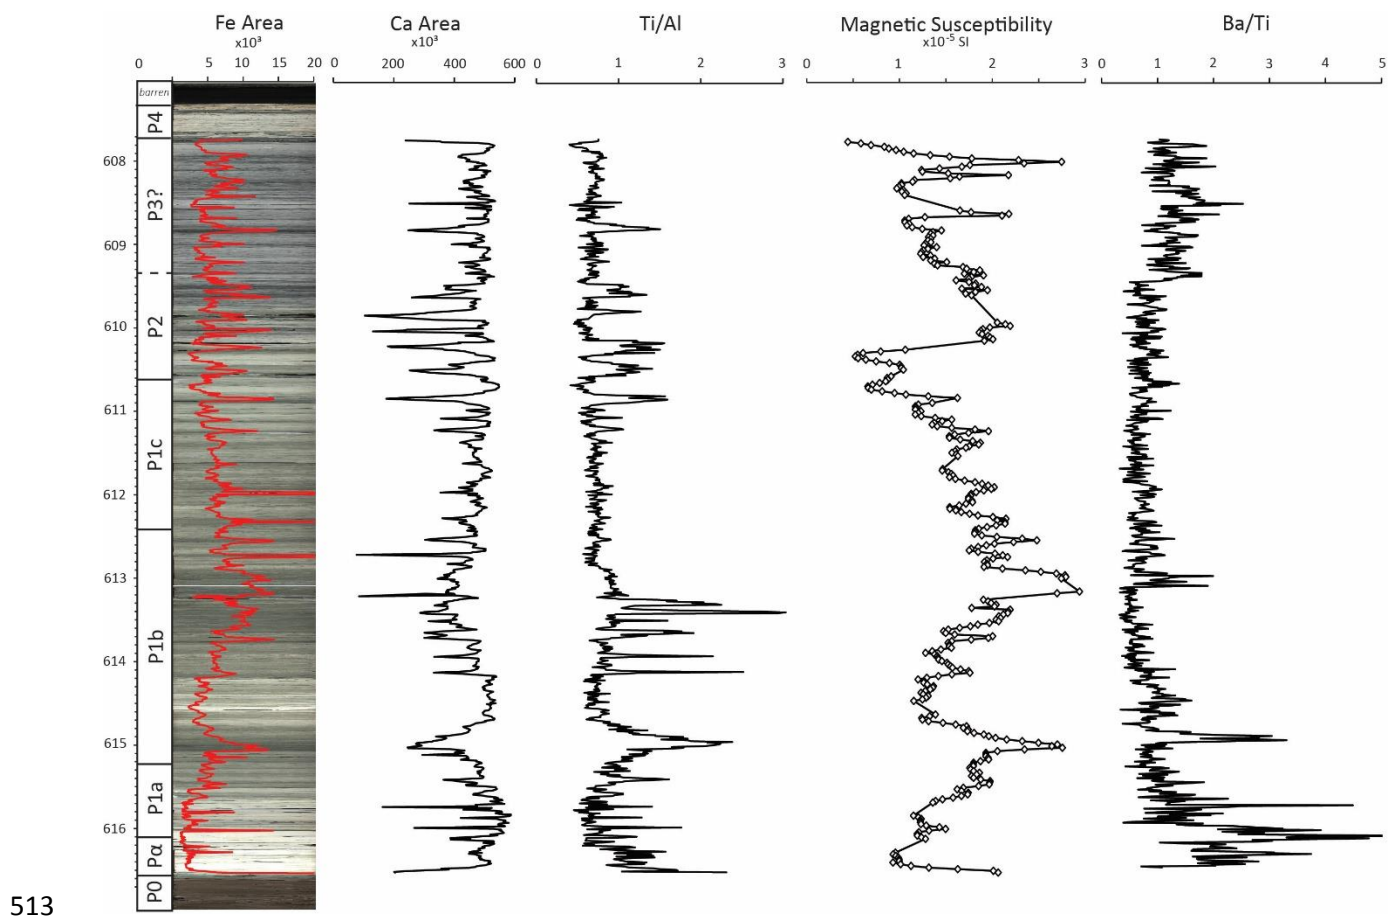 Fe Area Ca Area Ti/Al Magnetic Susceptibility Ba/Ti
x10³ x10³ x10⁻⁵ SI
0 5 10 15 20 0 200 400 600 0 1 2 3 0 1 2 3 0 1 2 3 4 5
barren
P4
608
P3?
609
P2
610
611
P1c
612
613
P1b
614
615
P1a
616
Pα
P0
513